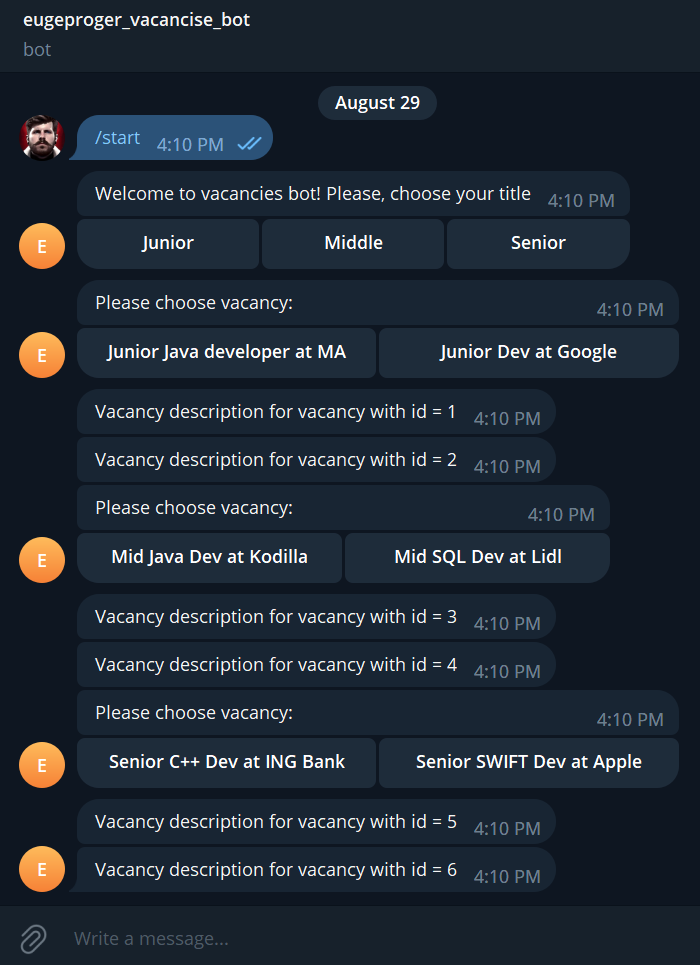 eugeproger_vacancise_bot
bot
August 29
/start 4:10 PM
Welcome to vacancies bot! Please, choose your title 4:10 PM
E
Junior Middle Senior
Please choose vacancy: 4:10 PM
E
Junior Java developer at MA Junior Dev at Google
Vacancy description for vacancy with id = 1 4:10 PM
Vacancy description for vacancy with id = 2 4:10 PM
Please choose vacancy: 4:10 PM
E
Mid Java Dev at Kodilla Mid SQL Dev at Lidl
Vacancy description for vacancy with id = 3 4:10 PM
Vacancy description for vacancy with id = 4 4:10 PM
Please choose vacancy: 4:10 PM
E
Senior C++ Dev at ING Bank Senior SWIFT Dev at Apple
Vacancy description for vacancy with id = 5 4:10 PM
E
Vacancy description for vacancy with id = 6 4:10 PM
Write a message...